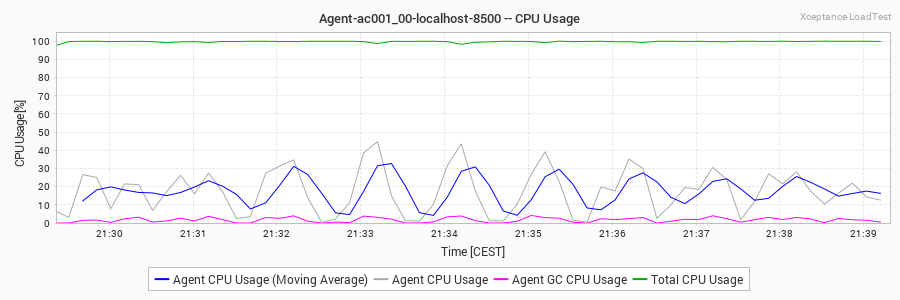 Agent-ac001_00-localhost-8500 -- CPU Usage
Xceptance LoadTest
CPU Usage[%]
100
90
80
70
60
50
40
30
20
10
0
21:30 21:31 21:32 21:33 21:34 21:35 21:36 21:37 21:38 21:39
Time [CEST]
Agent CPU Usage (Moving Average) Agent CPU Usage Agent GC CPU Usage Total CPU Usage